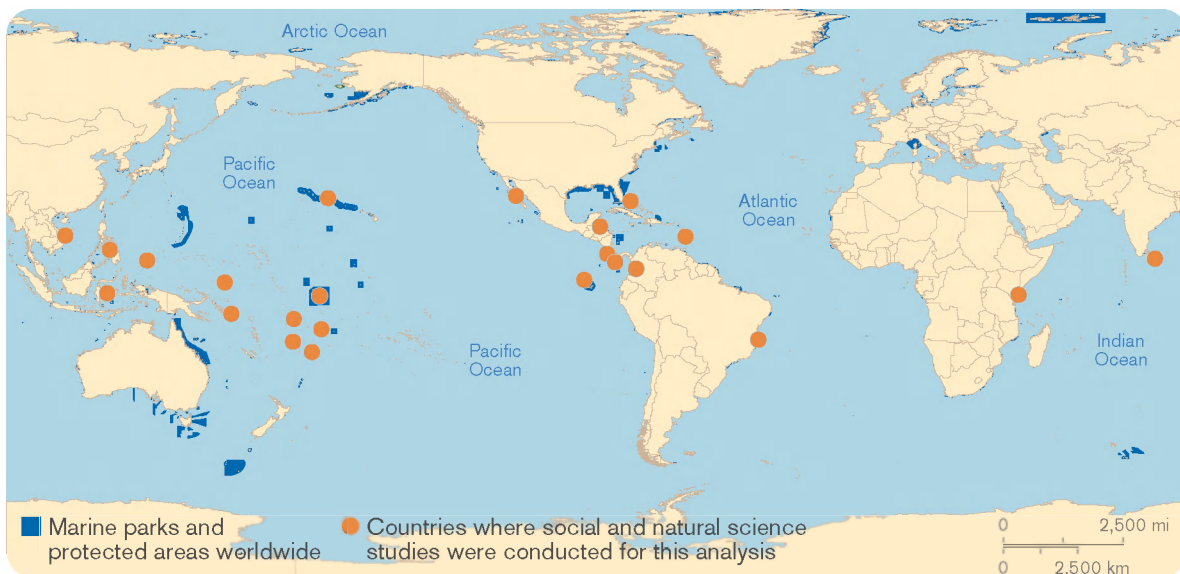 Arctic Ocean
Pacific
Ocean
Atlantic
Ocean
Pacific
Ocean
Indian
Ocean
Marine parks and
protected areas worldwide
Countries where social and natural science
studies were conducted for this analysis
0 2,500 mi
0 2,500 km